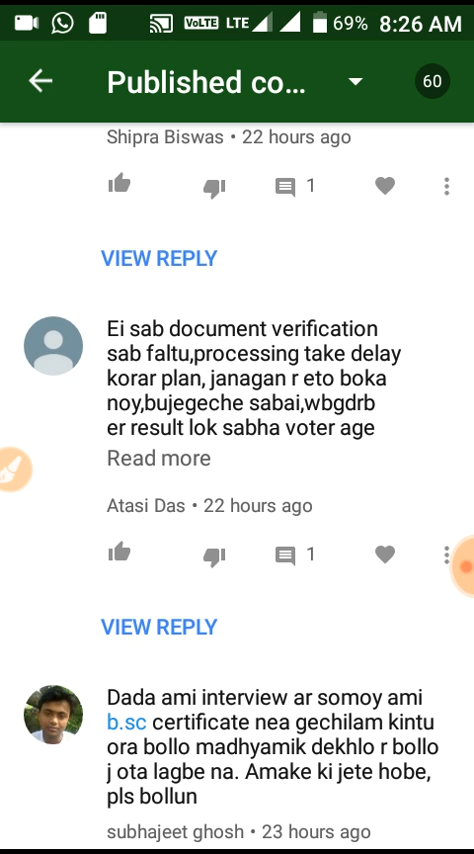 VoLTE LTE 69% 8:26 AM
Published co... 60
Shipra Biswas • 22 hours ago
1
VIEW REPLY
Ei sab document verification
sab faltu,processing take delay
korar plan, janagan r eto boka
noy,bujegeche sabai,wbgdrb
er result lok sabha voter age
Read more
Atasi Das • 22 hours ago
1
VIEW REPLY
Dada ami interview ar somoy ami
b.sc certificate nea gechilam kintu
ora bollo madhyamik dekhlo r bollo
j ota lagbe na. Amake ki jete hobe,
pls bollun
subhajeet ghosh • 23 hours ago